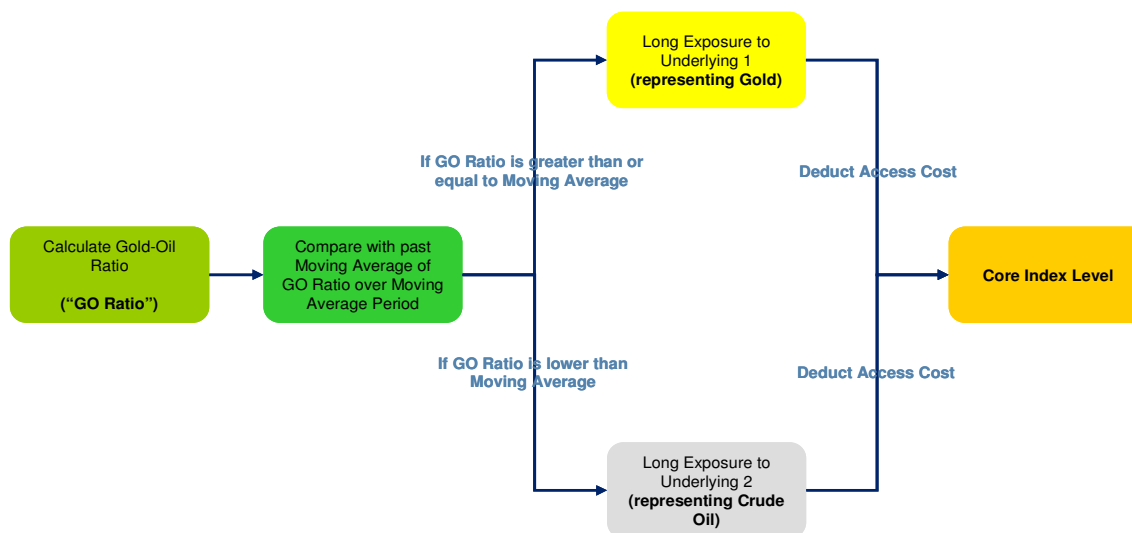 Long Exposure to
Underlying 1
(representing Gold)
If GO Ratio is greater than or
equal to Moving Average
Deduct Access Cost
Calculate Gold-Oil
Ratio
(“GO Ratio”)
Compare with past
Moving Average of
GO Ratio over Moving
Average Period
Core Index Level
If GO Ratio is lower than
Moving Average
Deduct Access Cost
Long Exposure to
Underlying 2
(representing Crude
Oil)